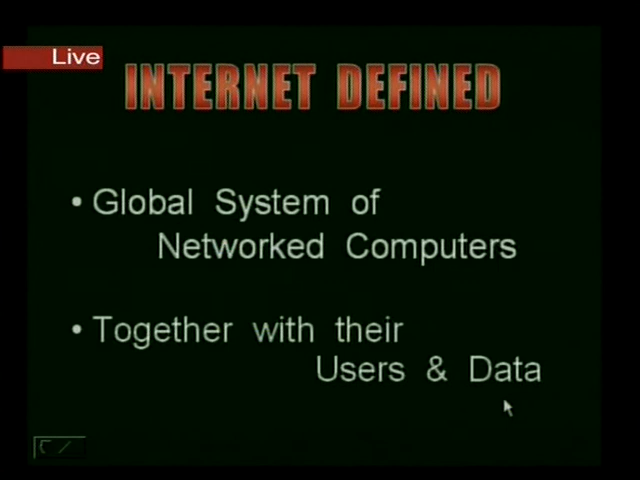 Live
INTERNET DEFINED
• Global System of
Networked Computers
• Together with their
Users & Data